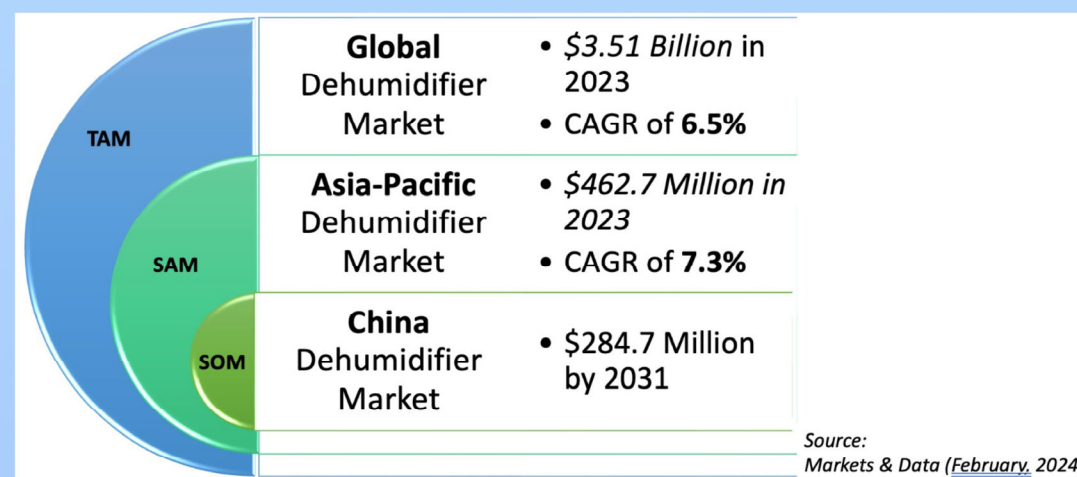 TAM
SAM
SOM
Global
Dehumidifier
Market
• $3.51 Billion in
2023
• CAGR of 6.5%
Asia-Pacific
Dehumidifier
Market
• $462.7 Million in
2023
• CAGR of 7.3%
China
Dehumidifier
Market
• $284.7 Million
by 2031
Source:
Markets & Data (February, 2024